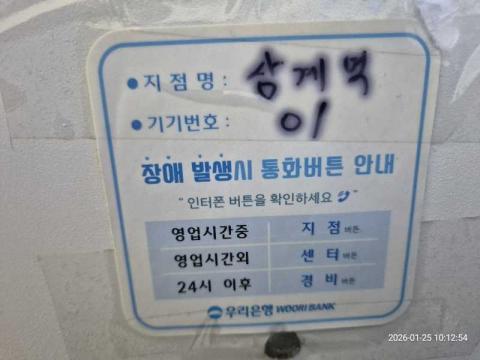 • 지점명 : 삼계역
• 기기번호 : 01
장애 발생시 통화버튼 안내
“ 인터폰 버튼을 확인하세요 ”
영업시간중 지점버튼
영업시간외 센터버튼
24시 이후 경비버튼
우리은행 WOORI BANK
2026-01-25 10:12:54